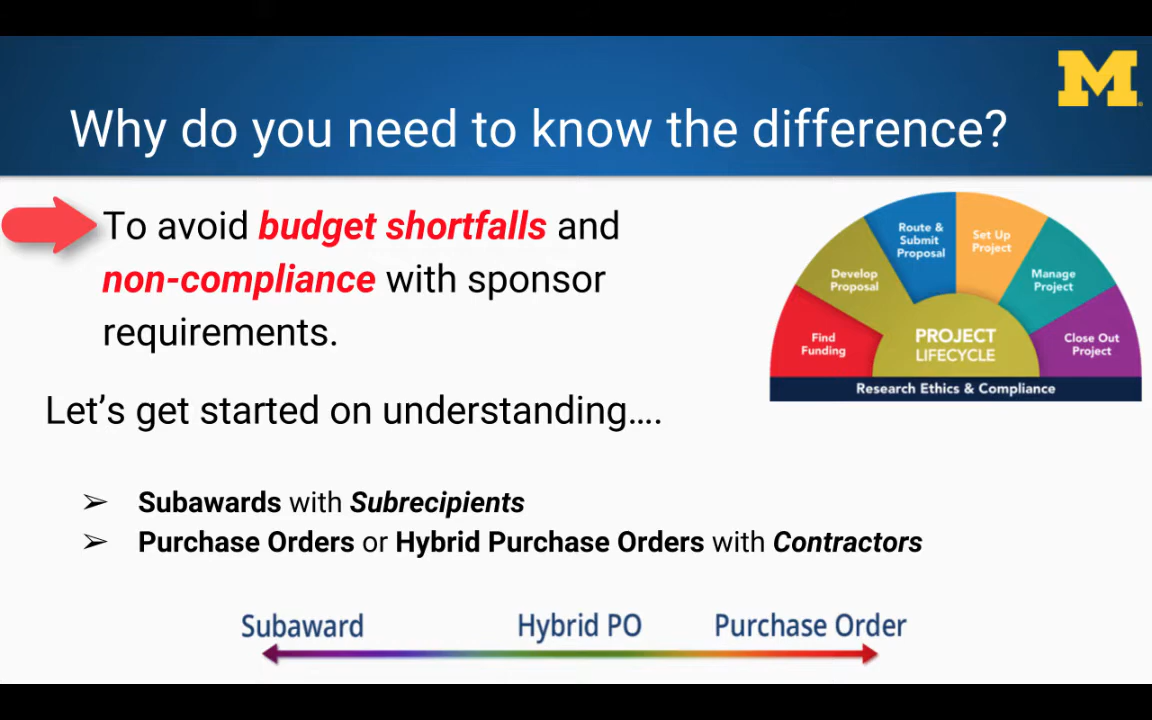 M
Why do you need to know the difference?
To avoid budget shortfalls and
non-compliance with sponsor
requirements.
Route &
Submit
Proposal
Set Up
Project
Develop
Proposal
Manage
Project
Find
Funding
PROJECT
LIFECYCLE
Close Out
Project
Research Ethics & Compliance
Let’s get started on understanding….
➢ Subawards with Subrecipients
➢ Purchase Orders or Hybrid Purchase Orders with Contractors
Subaward Hybrid PO Purchase Order